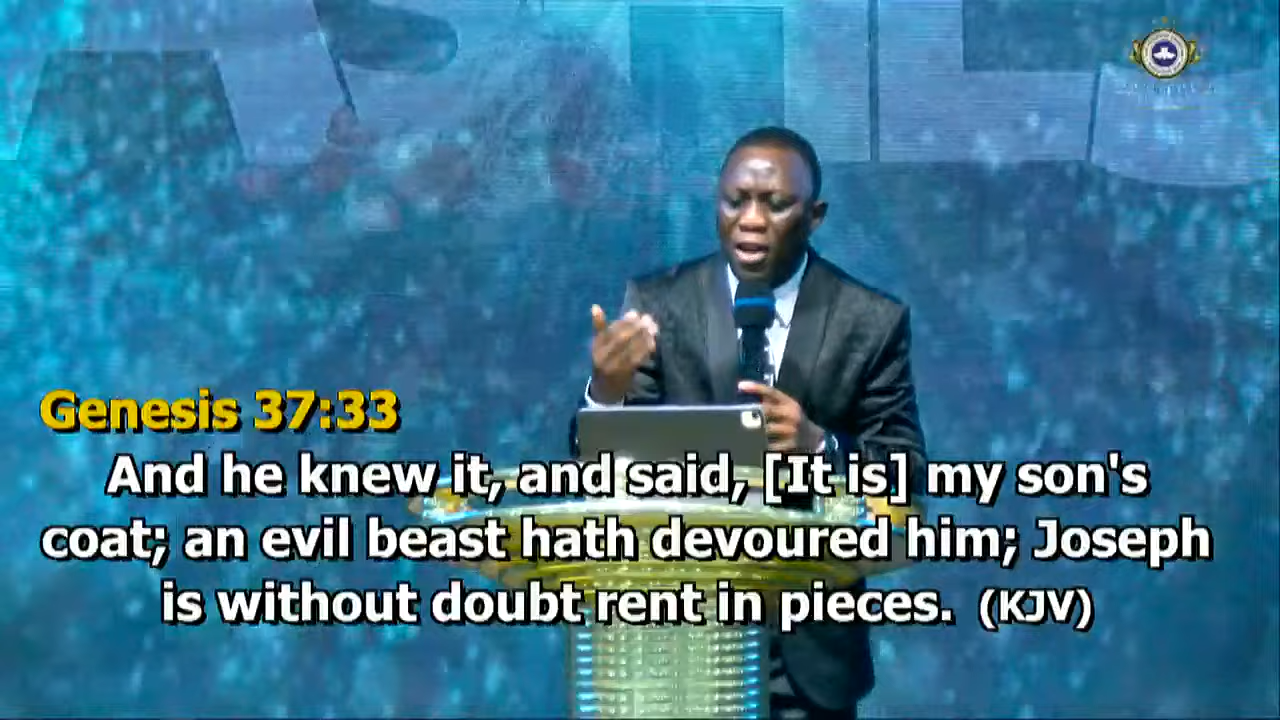 Genesis 37:33
And he knew it, and said, [It is] my son's
coat; an evil beast hath devoured him; Joseph
is without doubt rent in pieces. (KJV)